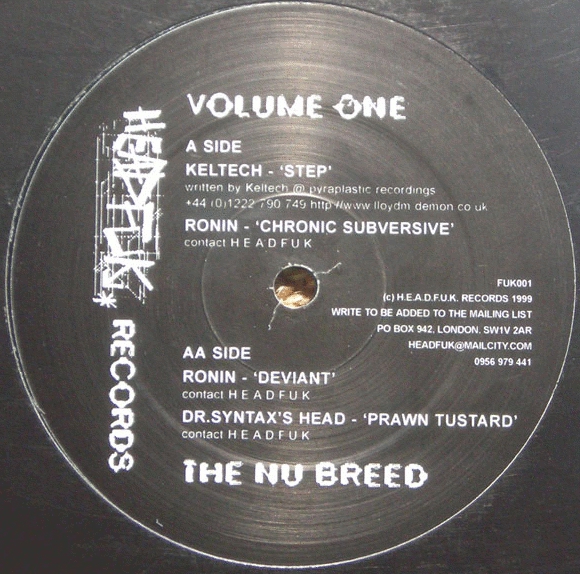 VOLUME ONE
A SIDE
KELTECH - ‘STEP’
written by Keltech @ pyraplastic recordings
+44 (0)1222 790 749 http://www lloydm demon co uk
RONIN - ‘CHRONIC SUBVERSIVE’
contact H E A D F U K
HEADFUK* RECORDS
FUK001
(c) H.E.A.D.F.U.K. RECORDS 1999
WRITE TO BE ADDED TO THE MAILING LIST
PO BOX 942, LONDON. SW1V 2AR
HEADFUK@MAILCITY.COM
0956 979 441
AA SIDE
RONIN - ‘DEVIANT’
contact H E A D F U K
DR.SYNTAX'S HEAD - ‘PRAWN TUSTARD’
contact H E A D F U K
THE NU BREED